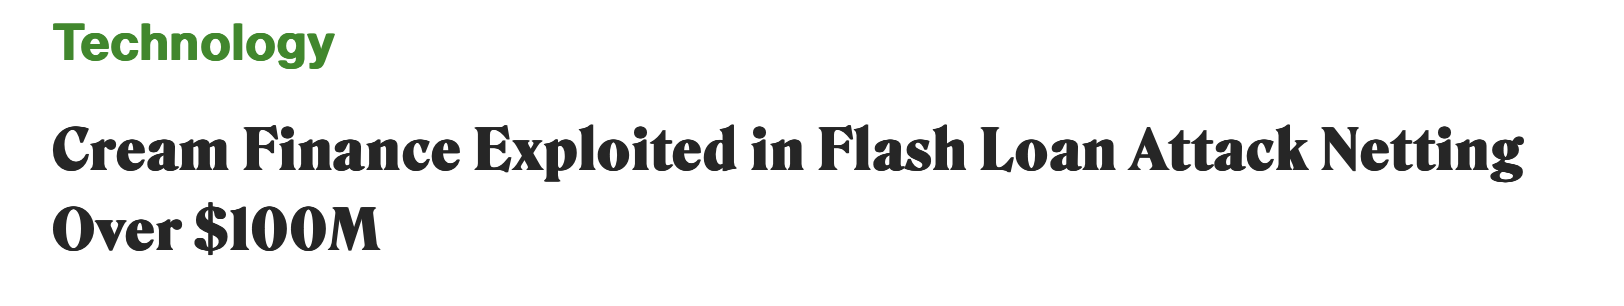 Technology
Cream Finance Exploited in Flash Loan Attack Netting
Over $100M